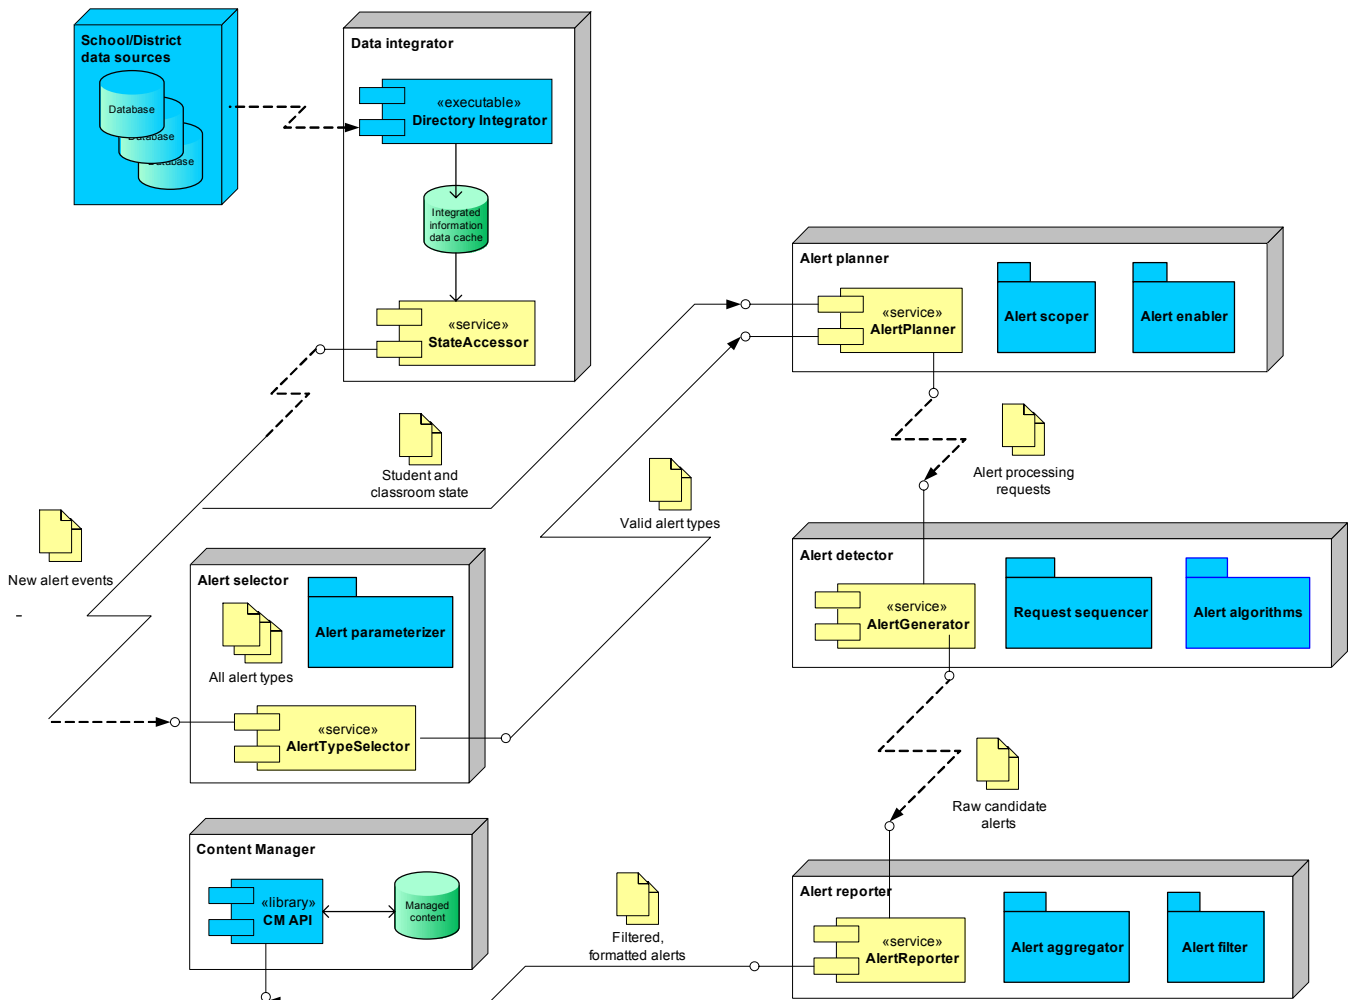 School/District
data sources
Database
Database
Database
Data integrator
«executable»
Directory Integrator
Integrated
information
data cache
«service»
StateAccessor
Student and
classroom state
New alert events
Alert selector
Alert parameterizer
All alert types
«service»
AlertTypeSelector
Valid alert types
Alert planner
«service»
AlertPlanner
Alert scoper
Alert enabler
Alert processing
requests
Alert detector
«service»
AlertGenerator
Request sequencer
Alert algorithms
Raw candidate
alerts
Content Manager
«library»
CM API
Managed
content
Filtered,
formatted alerts
Alert reporter
«service»
AlertReporter
Alert aggregator
Alert filter